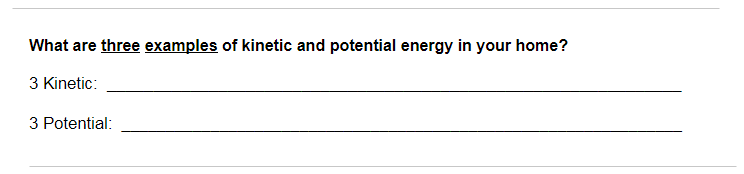 What are three examples of kinetic and potential energy in your home?
3 Kinetic:
3 Potential: